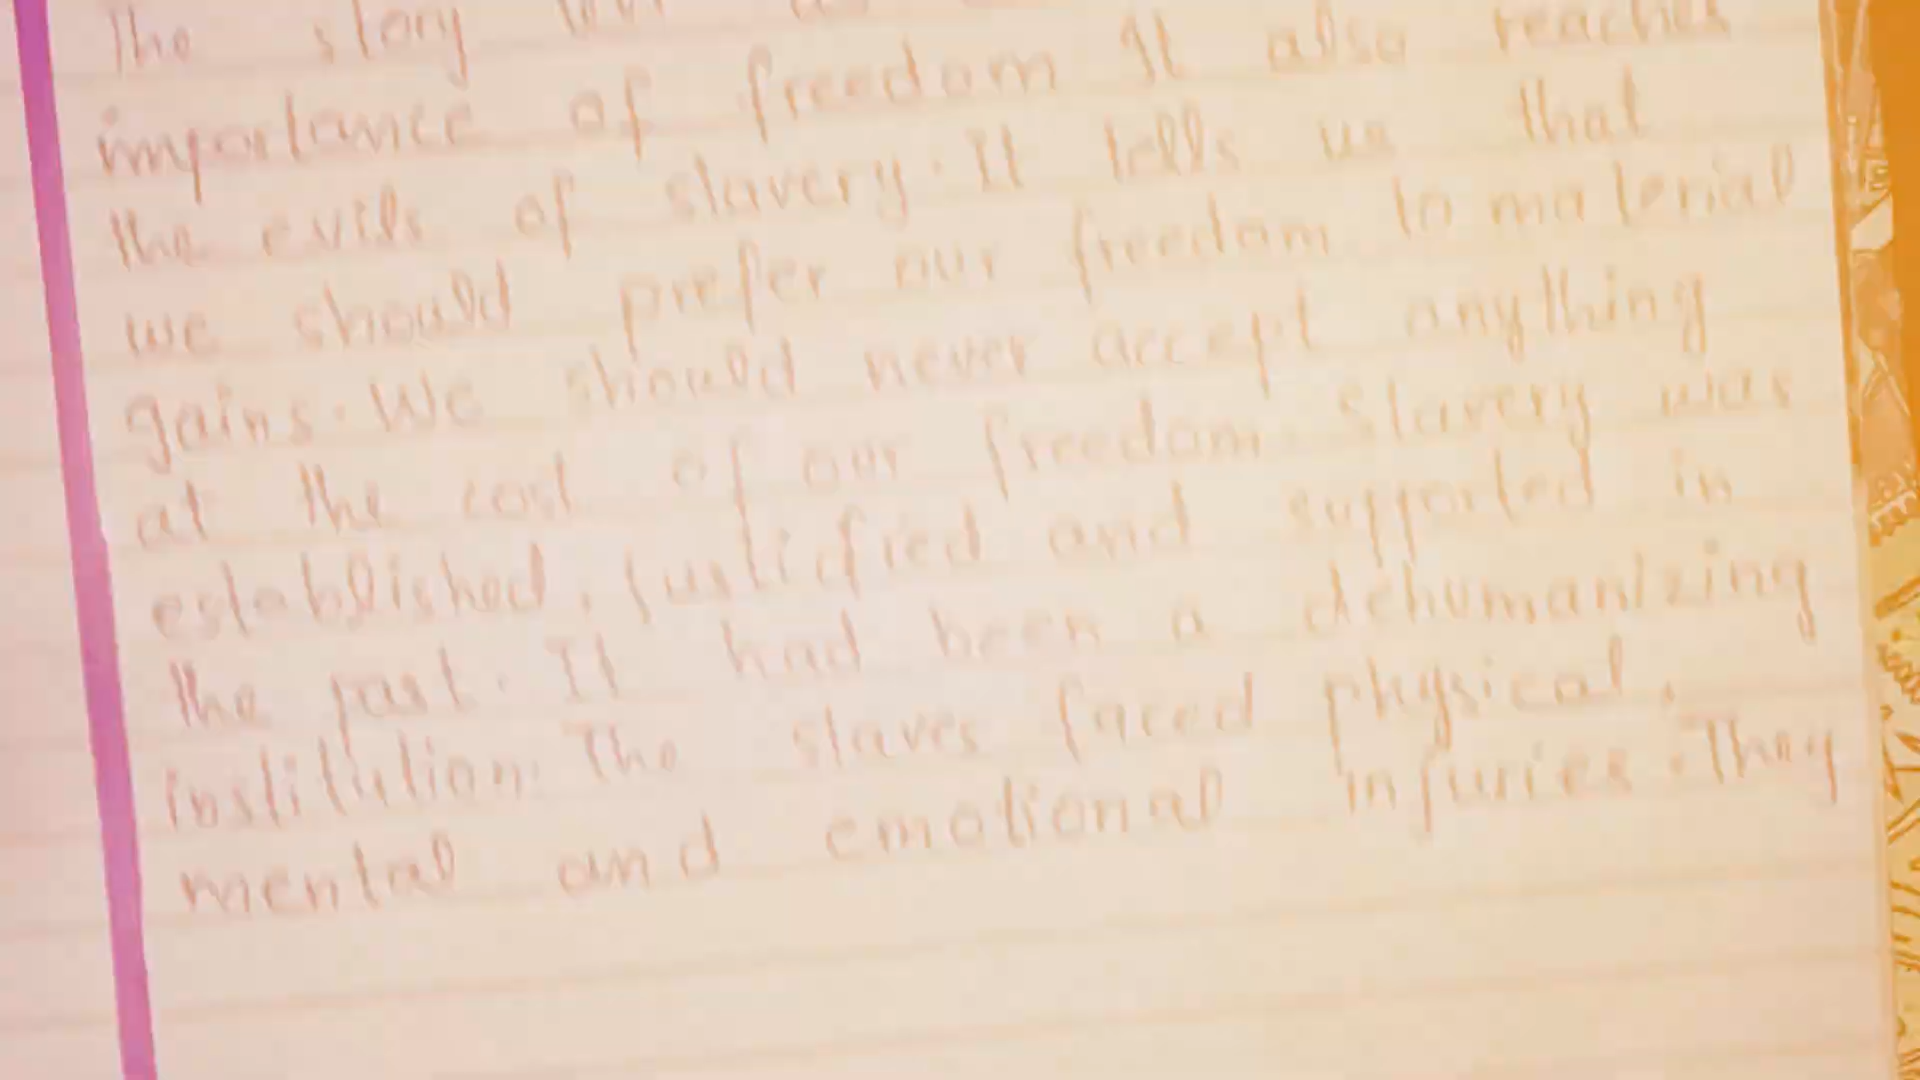 The story
importance of freedom It also teaches
the evils of slavery. It tells us that
we should prefer our freedom to material
gains. We should never accept anything
at the cost of our freedom. Slavery was
established, justified and supported in
the past. It had been a dehumanizing
institution. The slaves faced physical,
mental and emotional injuries. They